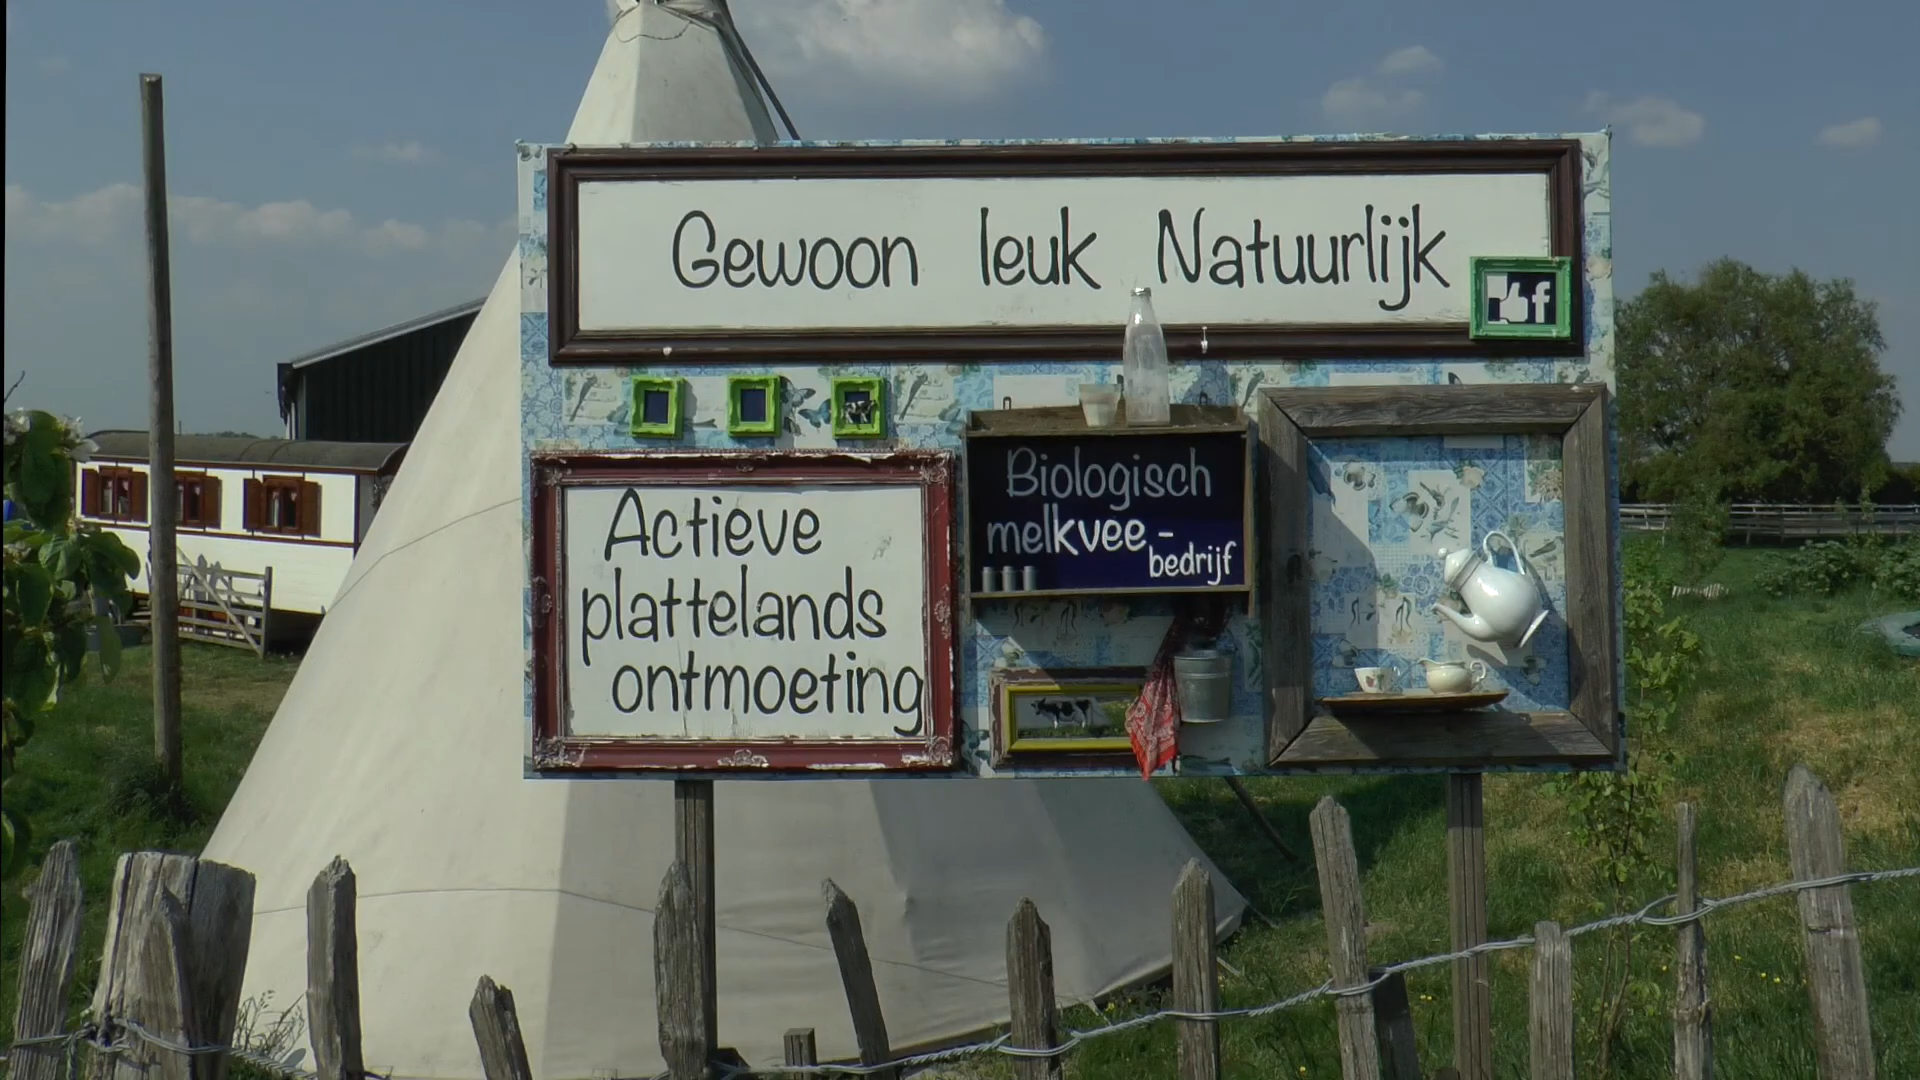 Gewoon leuk Natuurlijk
f
Actieve
plattelands
ontmoeting
Biologisch
melkvee-
bedrijf